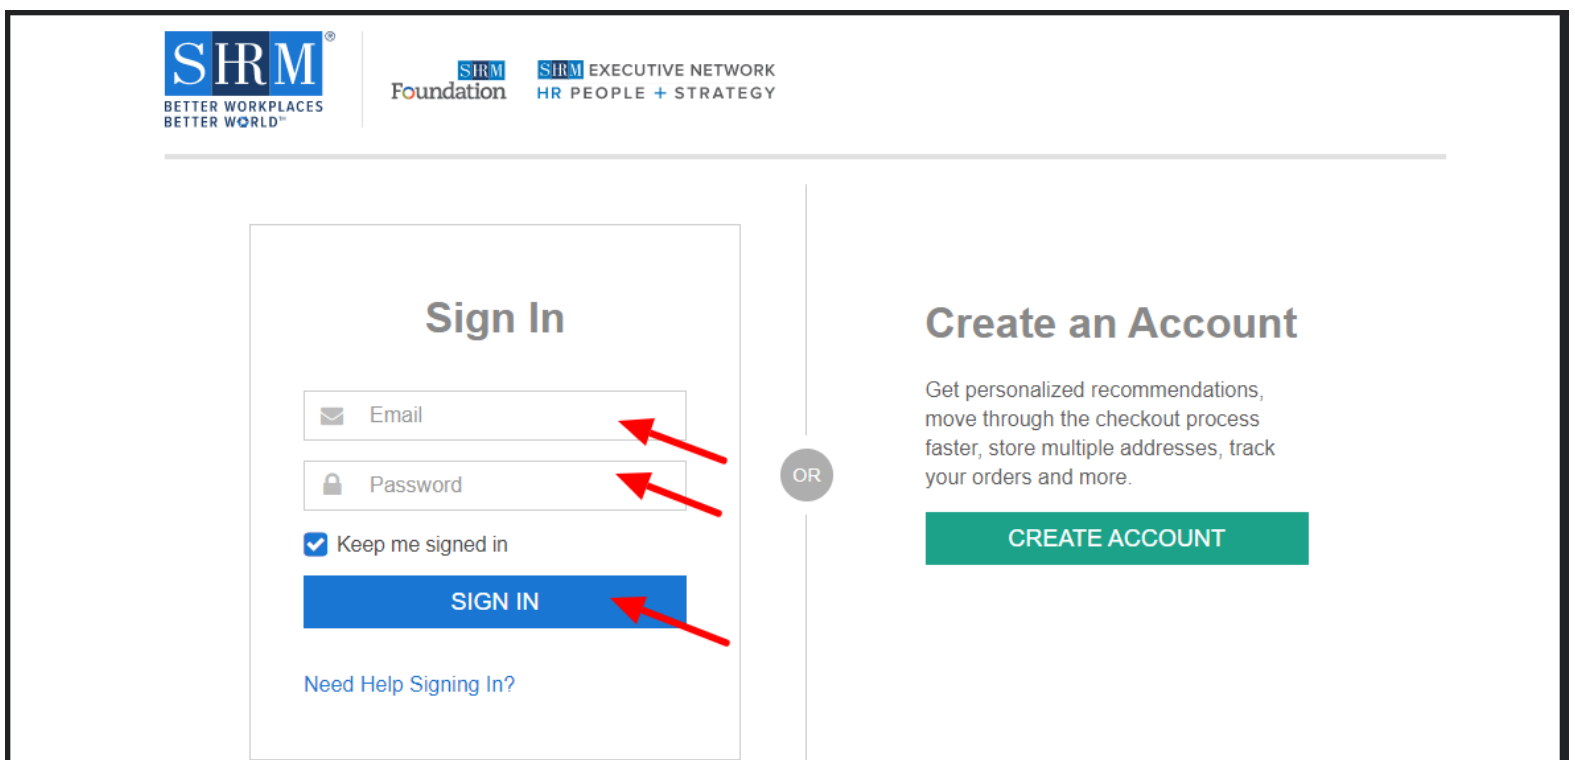 SHRM®
BETTER WORKPLACES
BETTER WORLD™
SHRM
Foundation
SHRM EXECUTIVE NETWORK
HR PEOPLE + STRATEGY
Sign In
Email
Password
Keep me signed in
SIGN IN
Need Help Signing In?
OR
Create an Account
Get personalized recommendations,
move through the checkout process
faster, store multiple addresses, track
your orders and more.
CREATE ACCOUNT